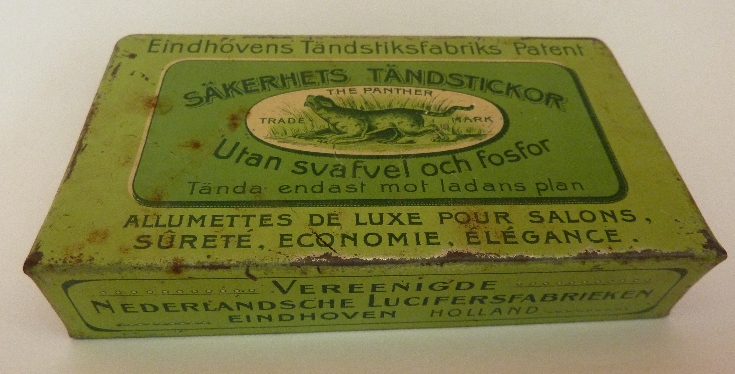 Eindhovens Tändstiksfabriks Patent
SÄKERHETS TÄNDSTICKOR
THE PANTHER
TRADE MARK
Utan svafvel och fosfor
Tända endast mot ladans plan
ALLUMETTES DE LUXE POUR SALONS,
SÛRETÉ, ECONOMIE, ÉLÉGANCE.
VEREENIGDE
NEDERLANDSCHE LUCIFERSFABRIEKEN
EINDHOVEN HOLLAND